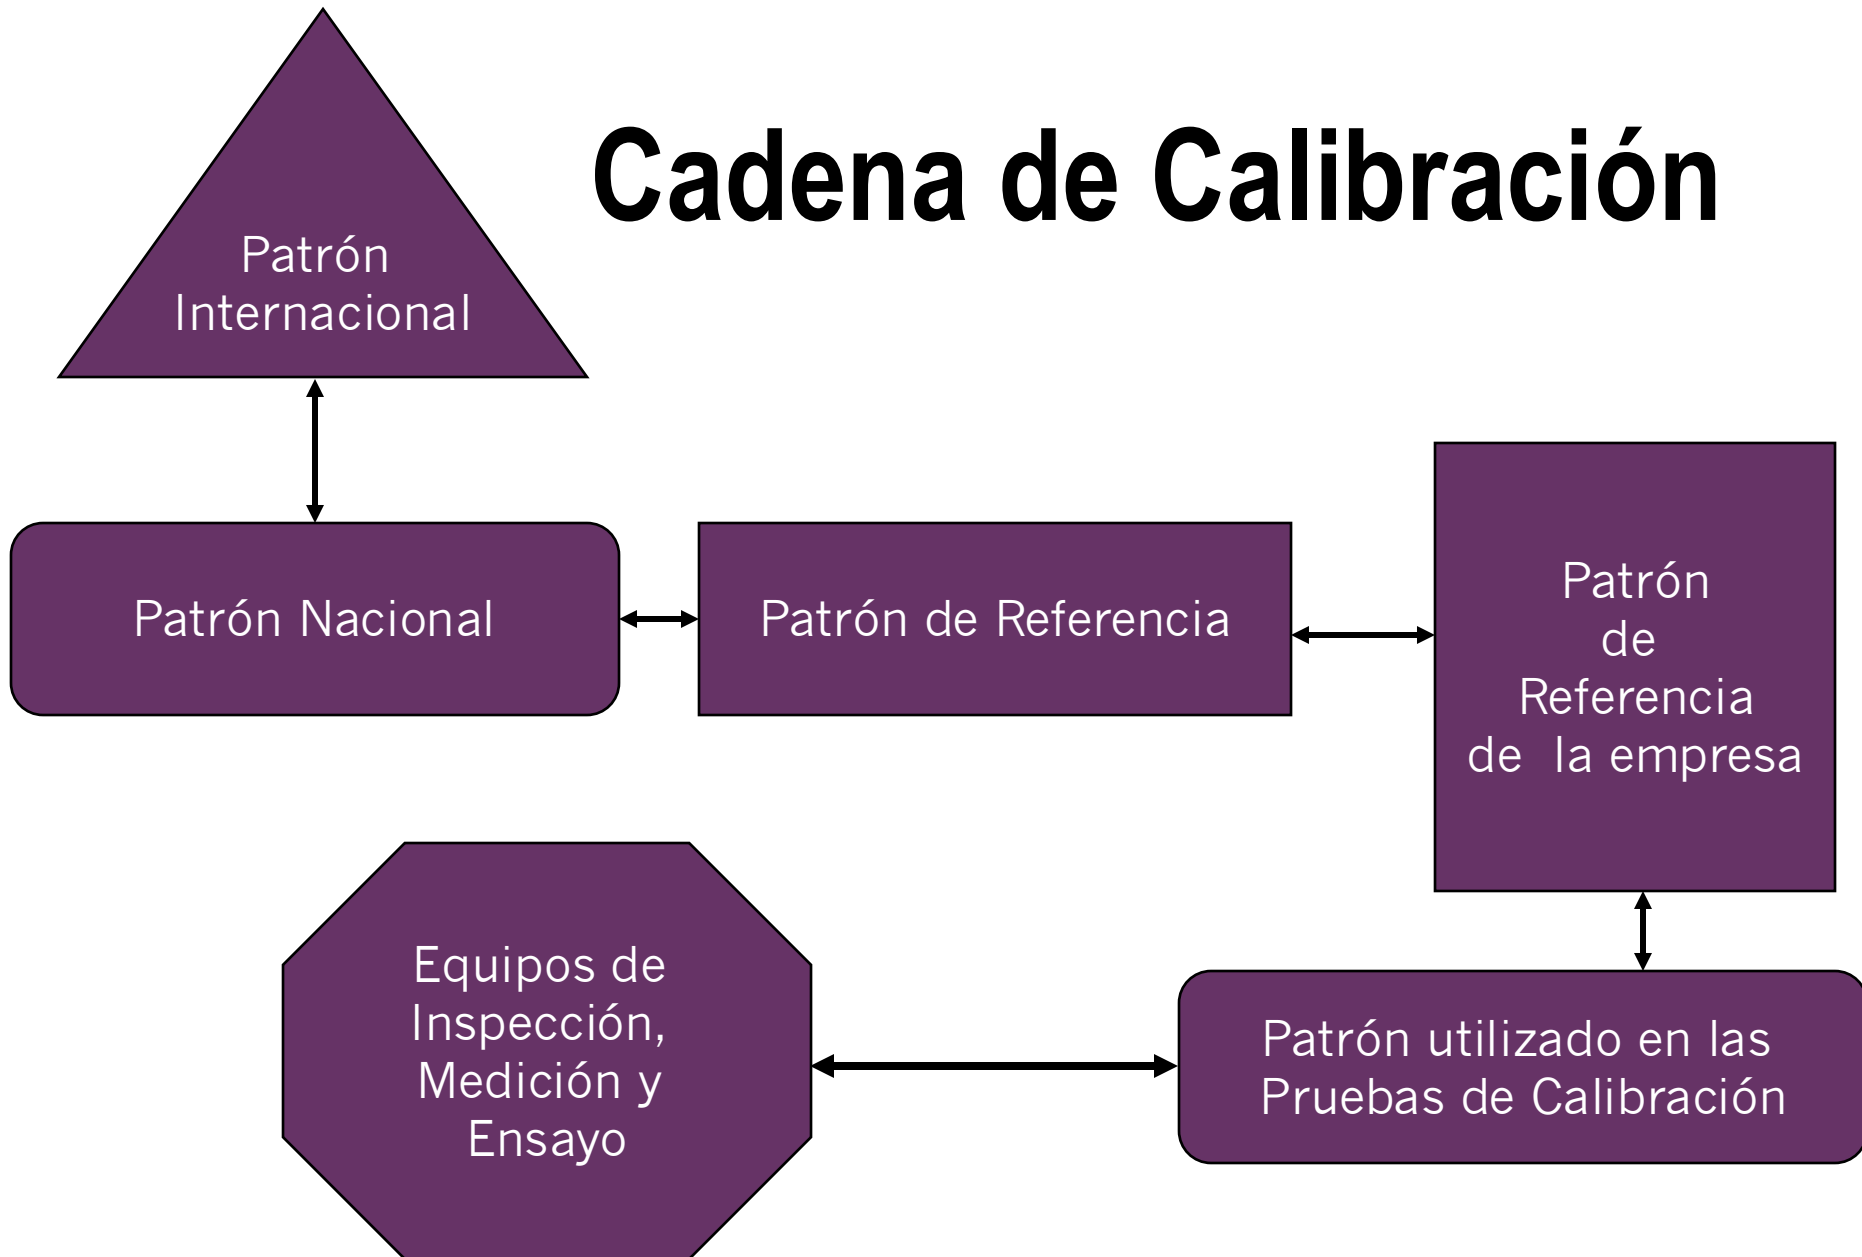 Cadena de Calibración
Patrón
Internacional
Patrón Nacional
Patrón de Referencia
Patrón
de
Referencia
de la empresa
Equipos de
Inspección,
Medición y
Ensayo
Patrón utilizado en las
Pruebas de Calibración